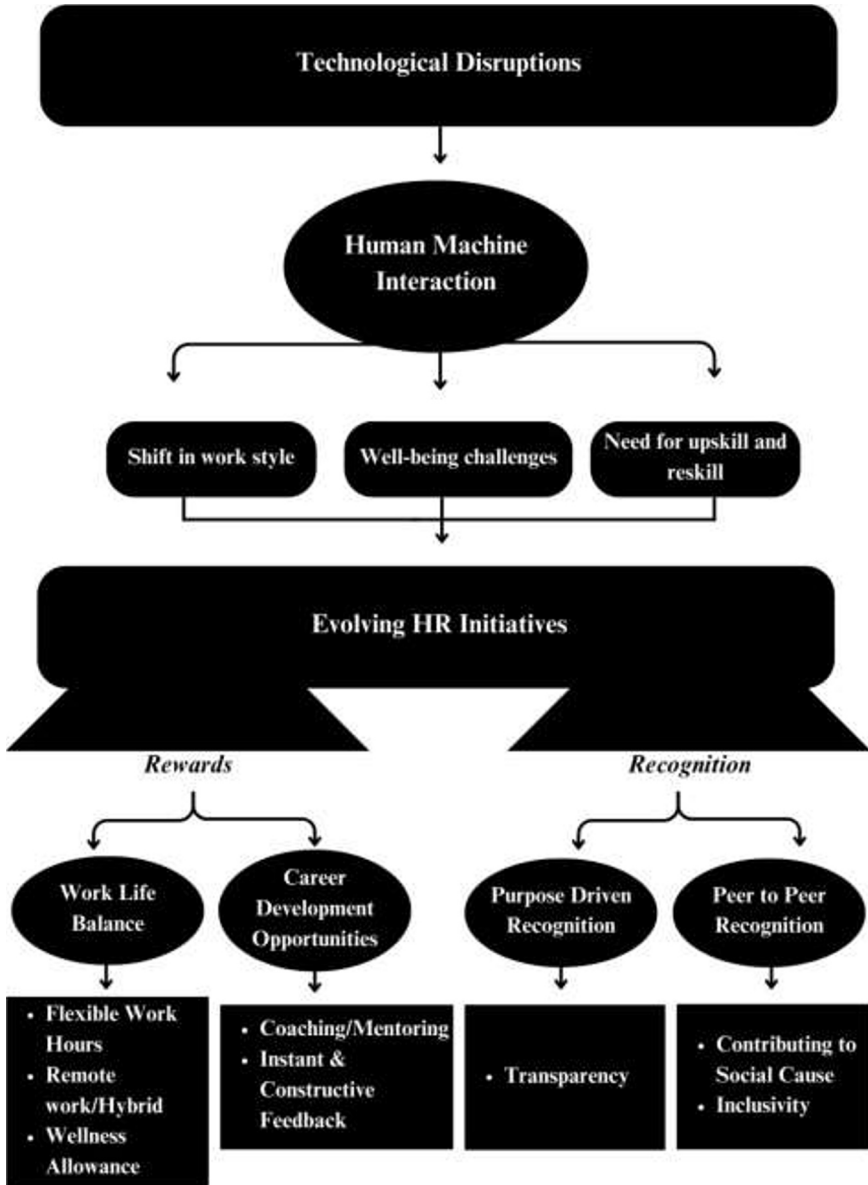 Technological Disruptions
Human Machine
Interaction
Shift in work style
Well-being challenges
Need for upskill and
reskill
Evolving HR Initiatives
Rewards
Recognition
Work Life
Balance
Career
Development
Opportunities
Purpose Driven
Recognition
Peer to Peer
Recognition
• Flexible Work
Hours
• Remote
work/Hybrid
• Wellness
Allowance
• Coaching/Mentoring
• Instant &
Constructive
Feedback
• Transparency
• Contributing to
Social Cause
• Inclusivity